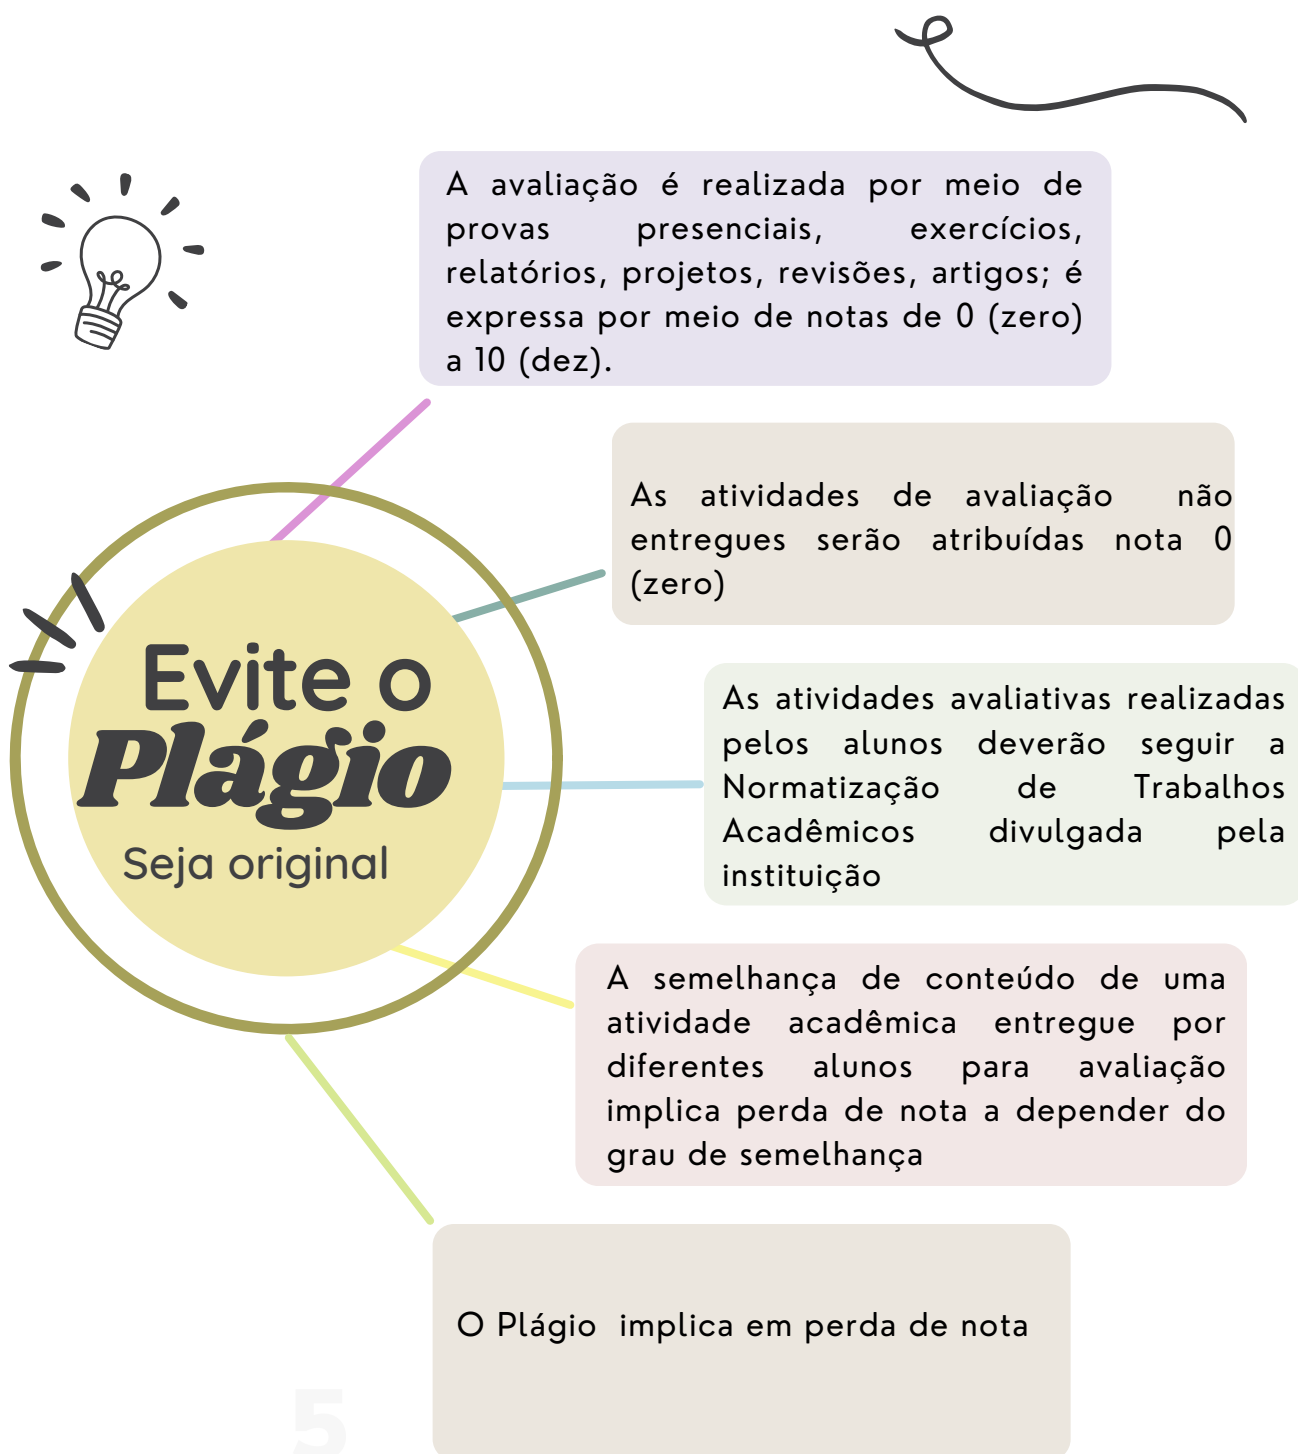 A avaliação é realizada por meio de
provas presenciais, exercícios,
relatórios, projetos, revisões, artigos; é
expressa por meio de notas de 0 (zero)
a 10 (dez).
As atividades de avaliação não
entregues serão atribuídas nota 0
(zero)
Evite o
Plágio
Seja original
As atividades avaliativas realizadas
pelos alunos deverão seguir a
Normatização de Trabalhos
Acadêmicos divulgada pela
instituição
A semelhança de conteúdo de uma
atividade acadêmica entregue por
diferentes alunos para avaliação
implica perda de nota a depender do
grau de semelhança
O Plágio implica em perda de nota
5